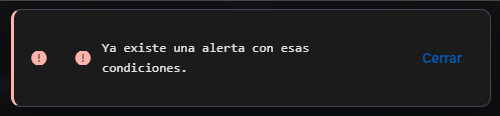 Ya existe una alerta con esas
condiciones.
Cerrar